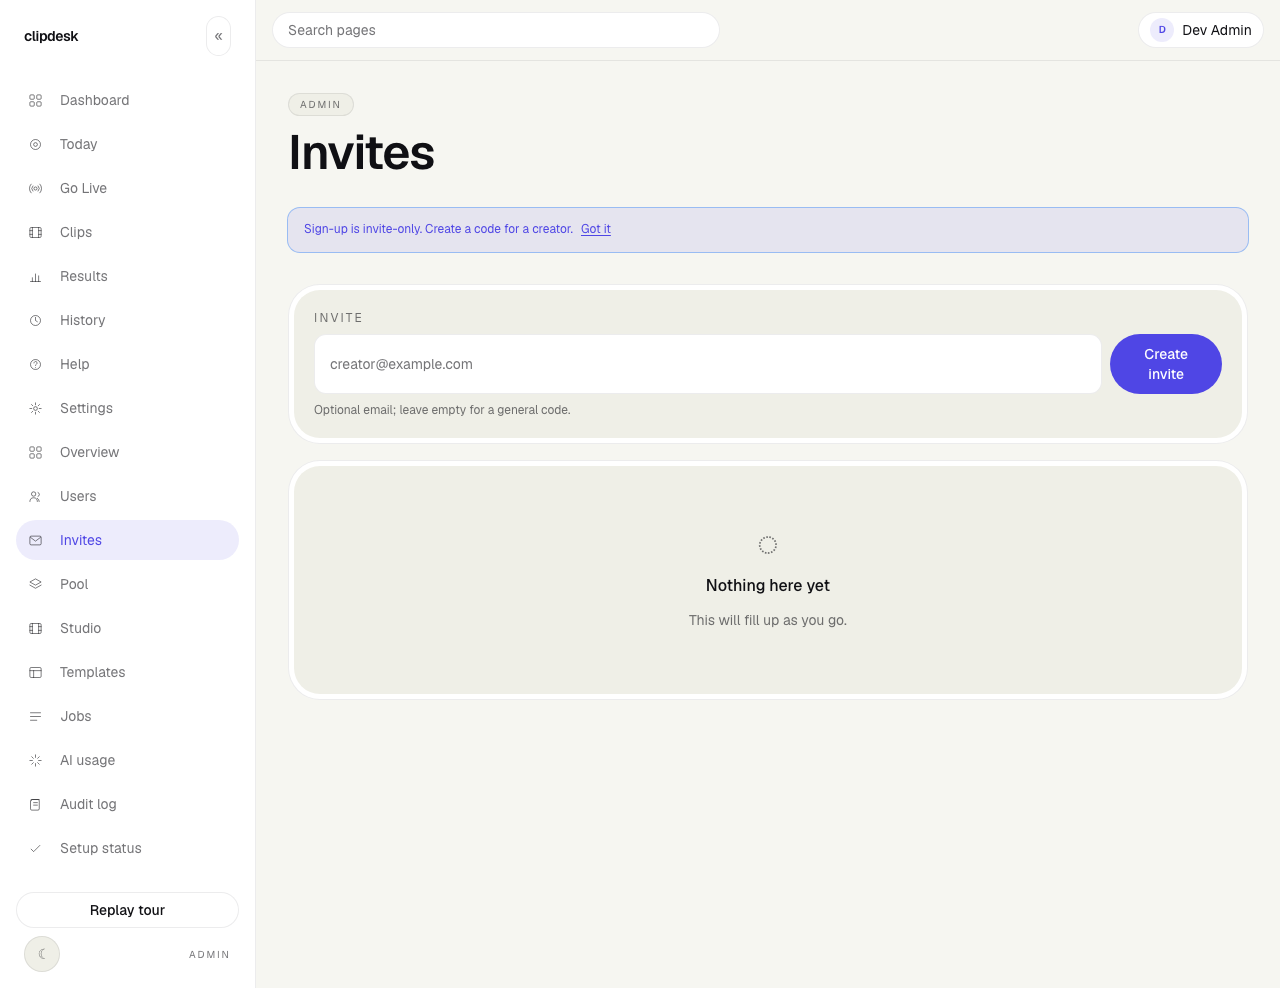 clipdesk
«
Dashboard
Today
Go Live
Clips
Results
History
Help
Settings
Overview
Users
Invites
Pool
Studio
Templates
Jobs
AI usage
Audit log
Setup status
Replay tour
ADMIN
Search pages
D Dev Admin
ADMIN
Invites
Sign-up is invite-only. Create a code for a creator. Got it
INVITE
creator@example.com
Create
invite
Optional email; leave empty for a general code.
Nothing here yet
This will fill up as you go.